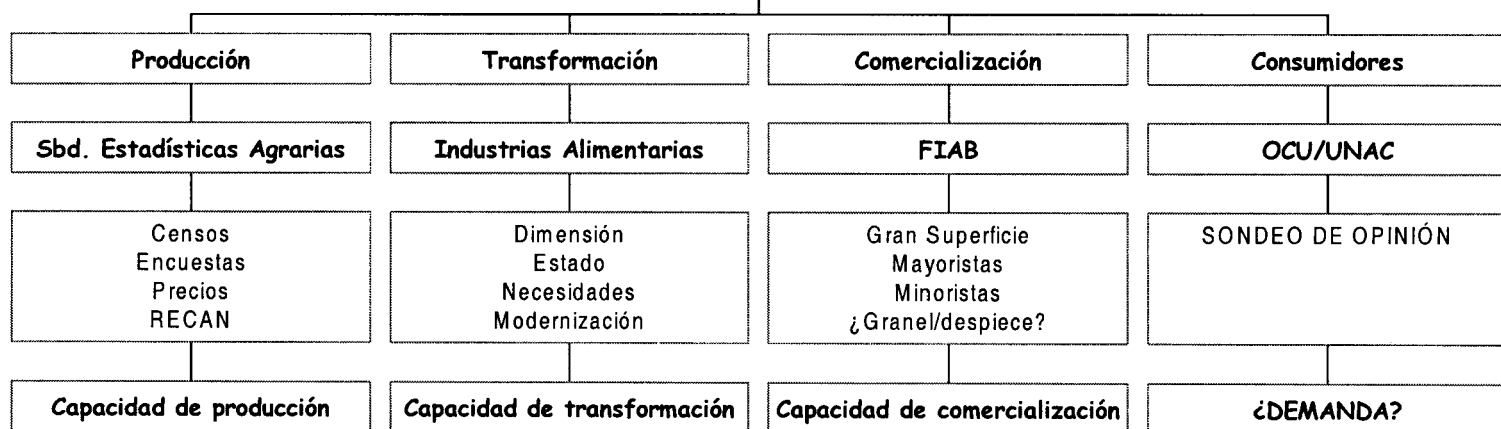 Producción
Transformación
Comercialización
Consumidores
Sbd. Estadísticas Agrarias
Industrias Alimentarias
FIAB
OCU/UNAC
Censos
Encuestas
Precios
RECAN
Dimensión
Estado
Necesidades
Modernización
Gran Superficie
Mayoristas
Minoristas
¿Granel/despiece?
SONDEO DE OPINIÓN
Capacidad de producción
Capacidad de transformación
Capacidad de comercialización
¿DEMANDA?